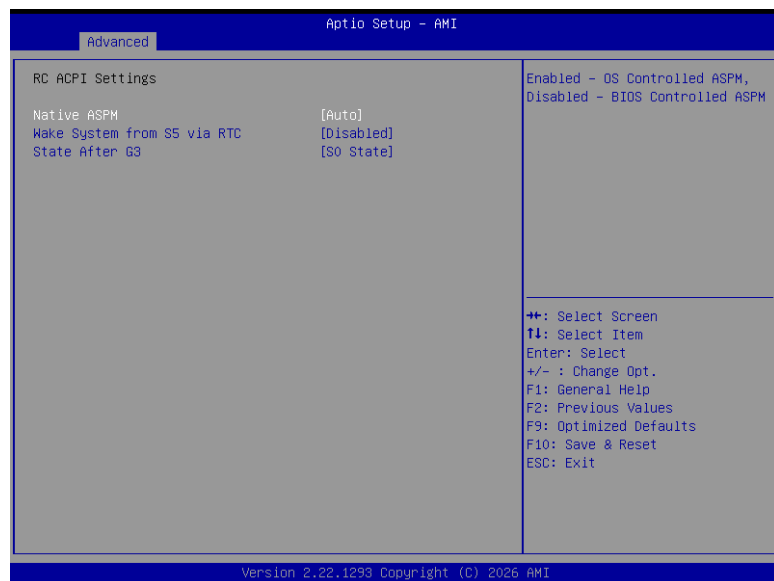 Aptio Setup – AMI
Advanced
RC ACPI Settings
Native ASPM [Auto]
Wake System from S5 via RTC [Disabled]
State After G3 [S0 State]
Enabled – OS Controlled ASPM,
Disabled – BIOS Controlled ASPM
→←: Select Screen
↑↓: Select Item
Enter: Select
+/– : Change Opt.
F1: General Help
F2: Previous Values
F9: Optimized Defaults
F10: Save & Reset
ESC: Exit
Version 2.22.1293 Copyright (C) 2026 AMI